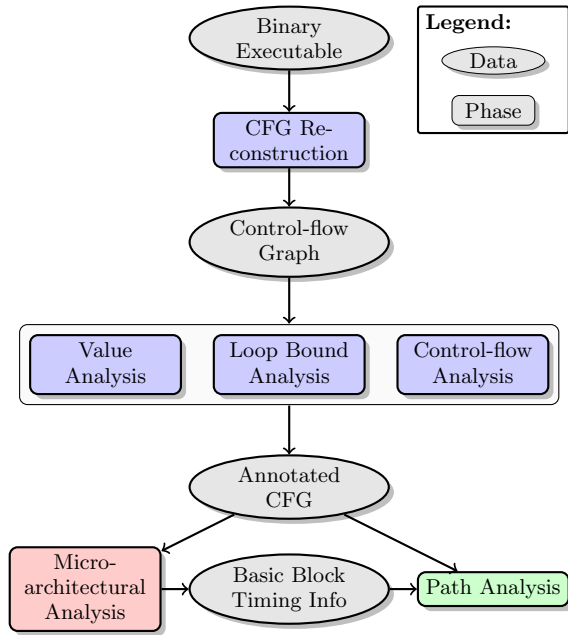 Binary
Executable
Legend:
Data
Phase
CFG Re-
construction
Control-flow
Graph
Value
Analysis
Loop Bound
Analysis
Control-flow
Analysis
Annotated
CFG
Micro-
architectural
Analysis
Basic Block
Timing Info
Path Analysis